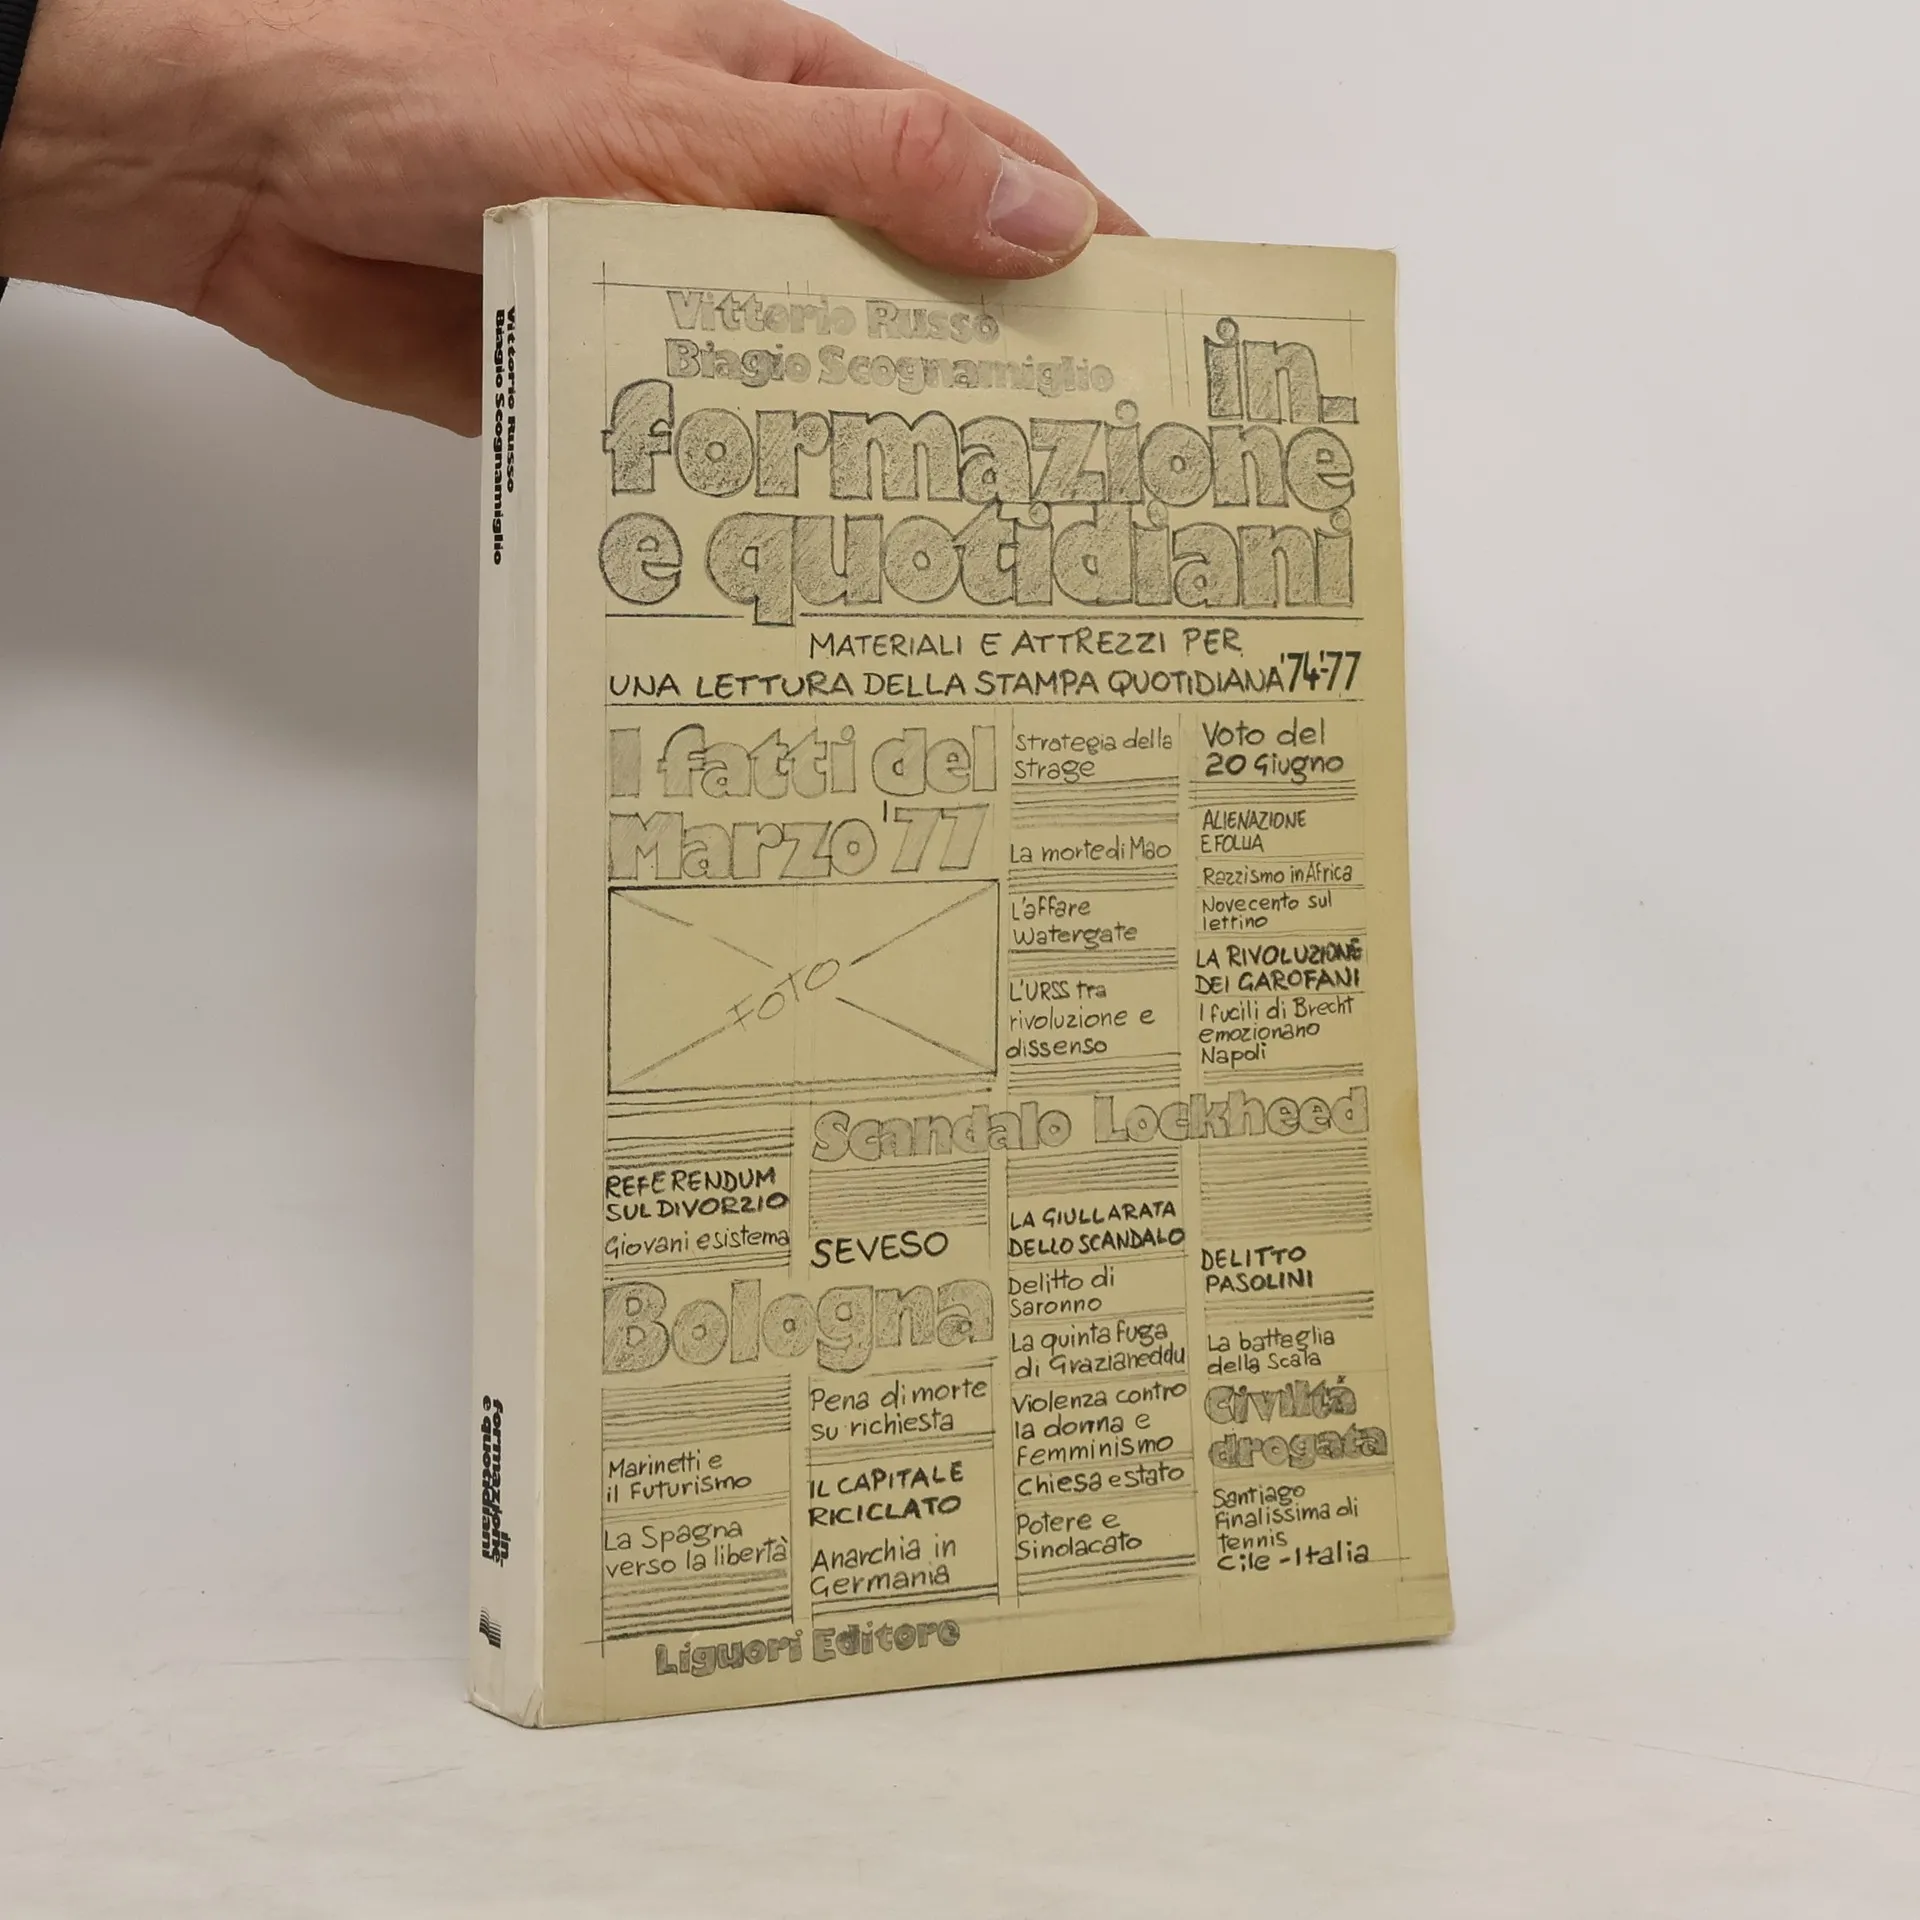 Vittorio Russo
Biagio Scognamiglio
in-
formazione
e quotidiani
MATERIALI E ATTREZZI PER
UNA LETTURA DELLA STAMPA QUOTIDIANA '74-'77
I fatti del
Marzo '77
FOTO
REFERENDUM
SUL DIVORZIO
Giovani e sistema
Bologna
Marinetti e
il Futurismo
La Spagna
verso la libertà
Scandalo Lockheed
SEVESO
Pena di morte
su richiesta
IL CAPITALE
RICICLATO
Anarchia in
Germania
Strategia della
strage
La morte di Mao
L'affare
Watergate
L'URSS tra
rivoluzione e
dissenso
LA GIULLARATA
DELLO SCANDALO
Delitto di
Saronno
La quinta fuga
di Grazianeddu
Violenza contro
la donna e
femminismo
Chiesa e stato
Potere e
Sindacato
Voto del
20 Giugno
ALIENAZIONE
E FOLLIA
Razzismo in Africa
Novecento sul
lettino
LA RIVOLUZIONE
DEI GAROFANI
I fucili di Brecht
emozionano
Napoli
DELITTO
PASOLINI
La battaglia
della Scala
Civiltà
drogata
Santiago
finalissima di
tennis
Cile - Italia
Liguori Editore
Vittorio Russo
Biagio Scognamiglio
in-
formazione
e quotidiani